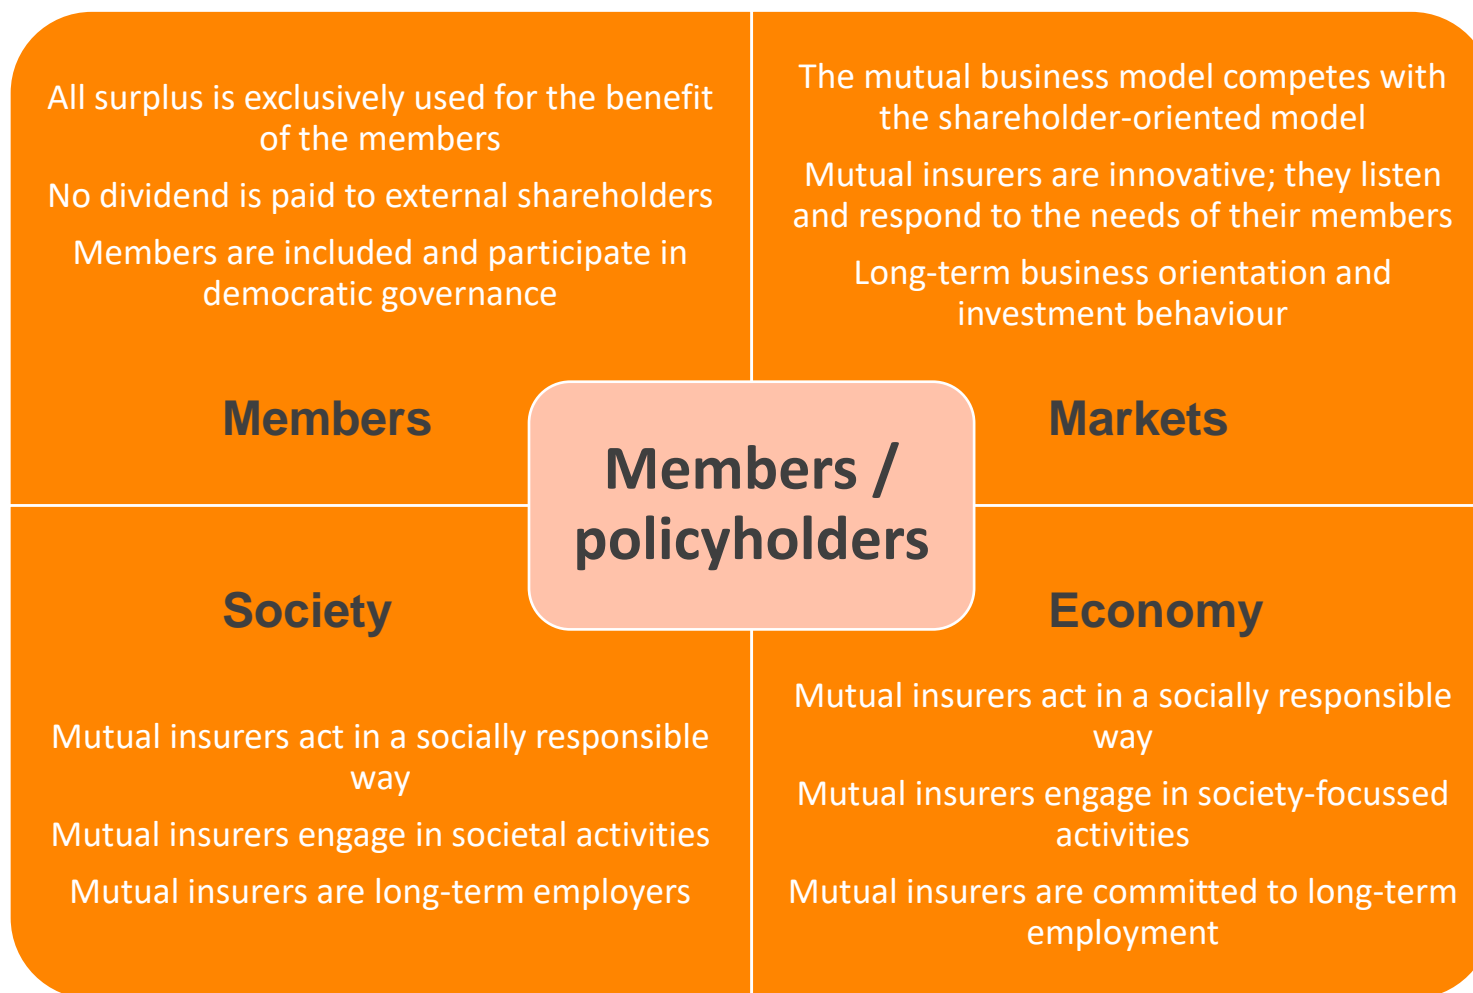 All surplus is exclusively used for the benefit
of the members
No dividend is paid to external shareholders
Members are included and participate in
democratic governance
Members
The mutual business model competes with
the shareholder-oriented model
Mutual insurers are innovative; they listen
and respond to the needs of their members
Long-term business orientation and
investment behaviour
Markets
Members /
policyholders
Society
Mutual insurers act in a socially responsible
way
Mutual insurers engage in societal activities
Mutual insurers are long-term employers
Economy
Mutual insurers act in a socially responsible
way
Mutual insurers engage in society-focussed
activities
Mutual insurers are committed to long-term
employment